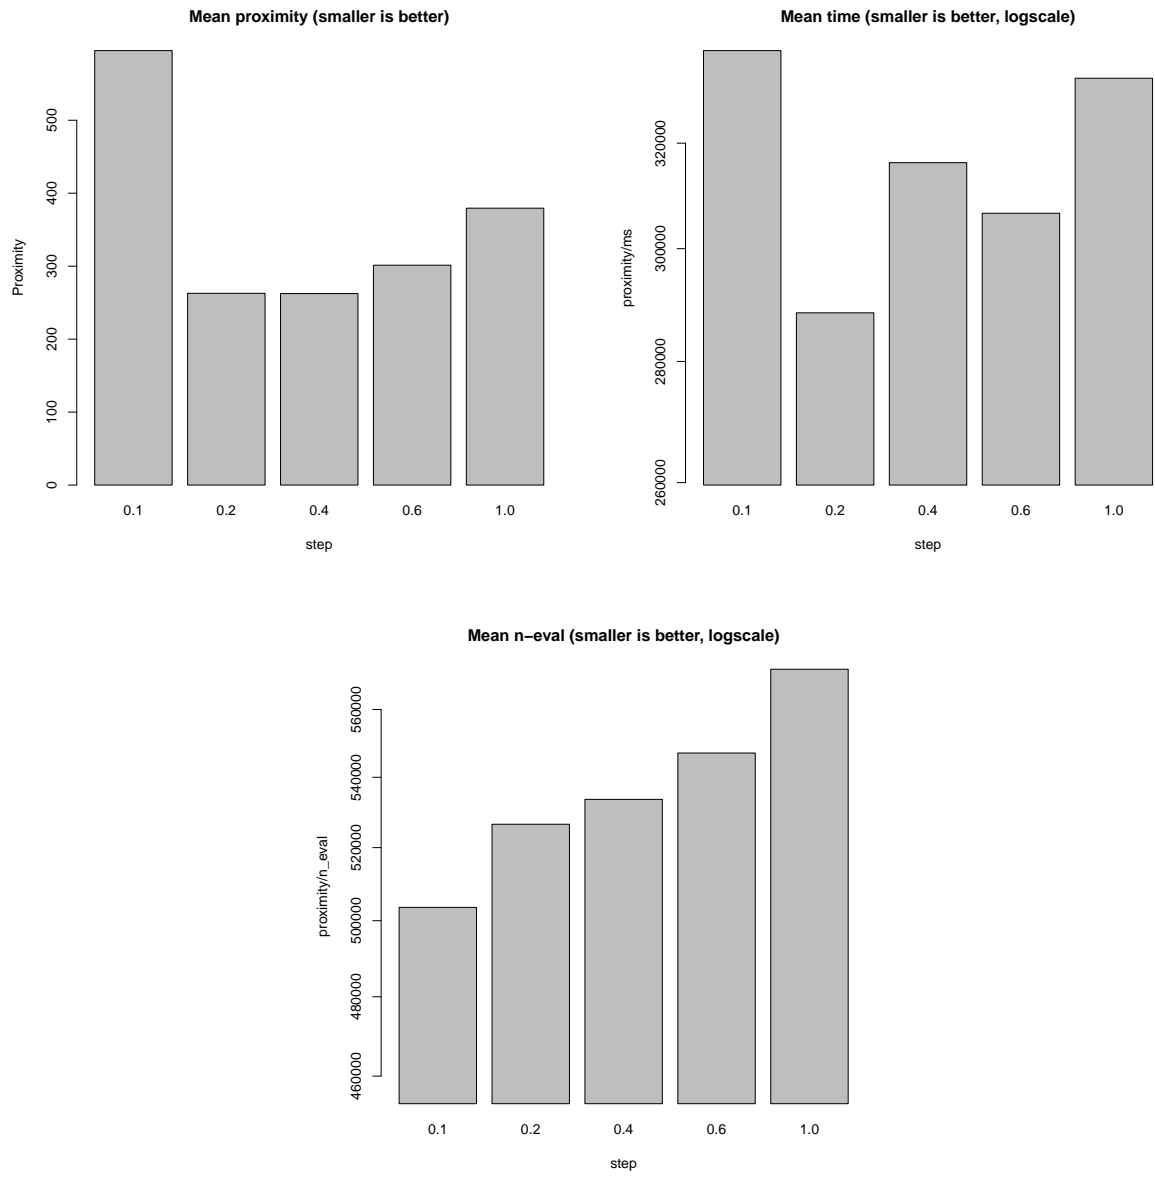 Mean proximity (smaller is better)
Proximity
500
400
300
200
100
0
0.1 0.2 0.4 0.6 1.0
step
Mean time (smaller is better, logscale)
proximity/ms
320000
300000
280000
260000
0.1 0.2 0.4 0.6 1.0
step
Mean n−eval (smaller is better, logscale)
proximity/n_eval
560000
540000
520000
500000
480000
460000
0.1 0.2 0.4 0.6 1.0
step